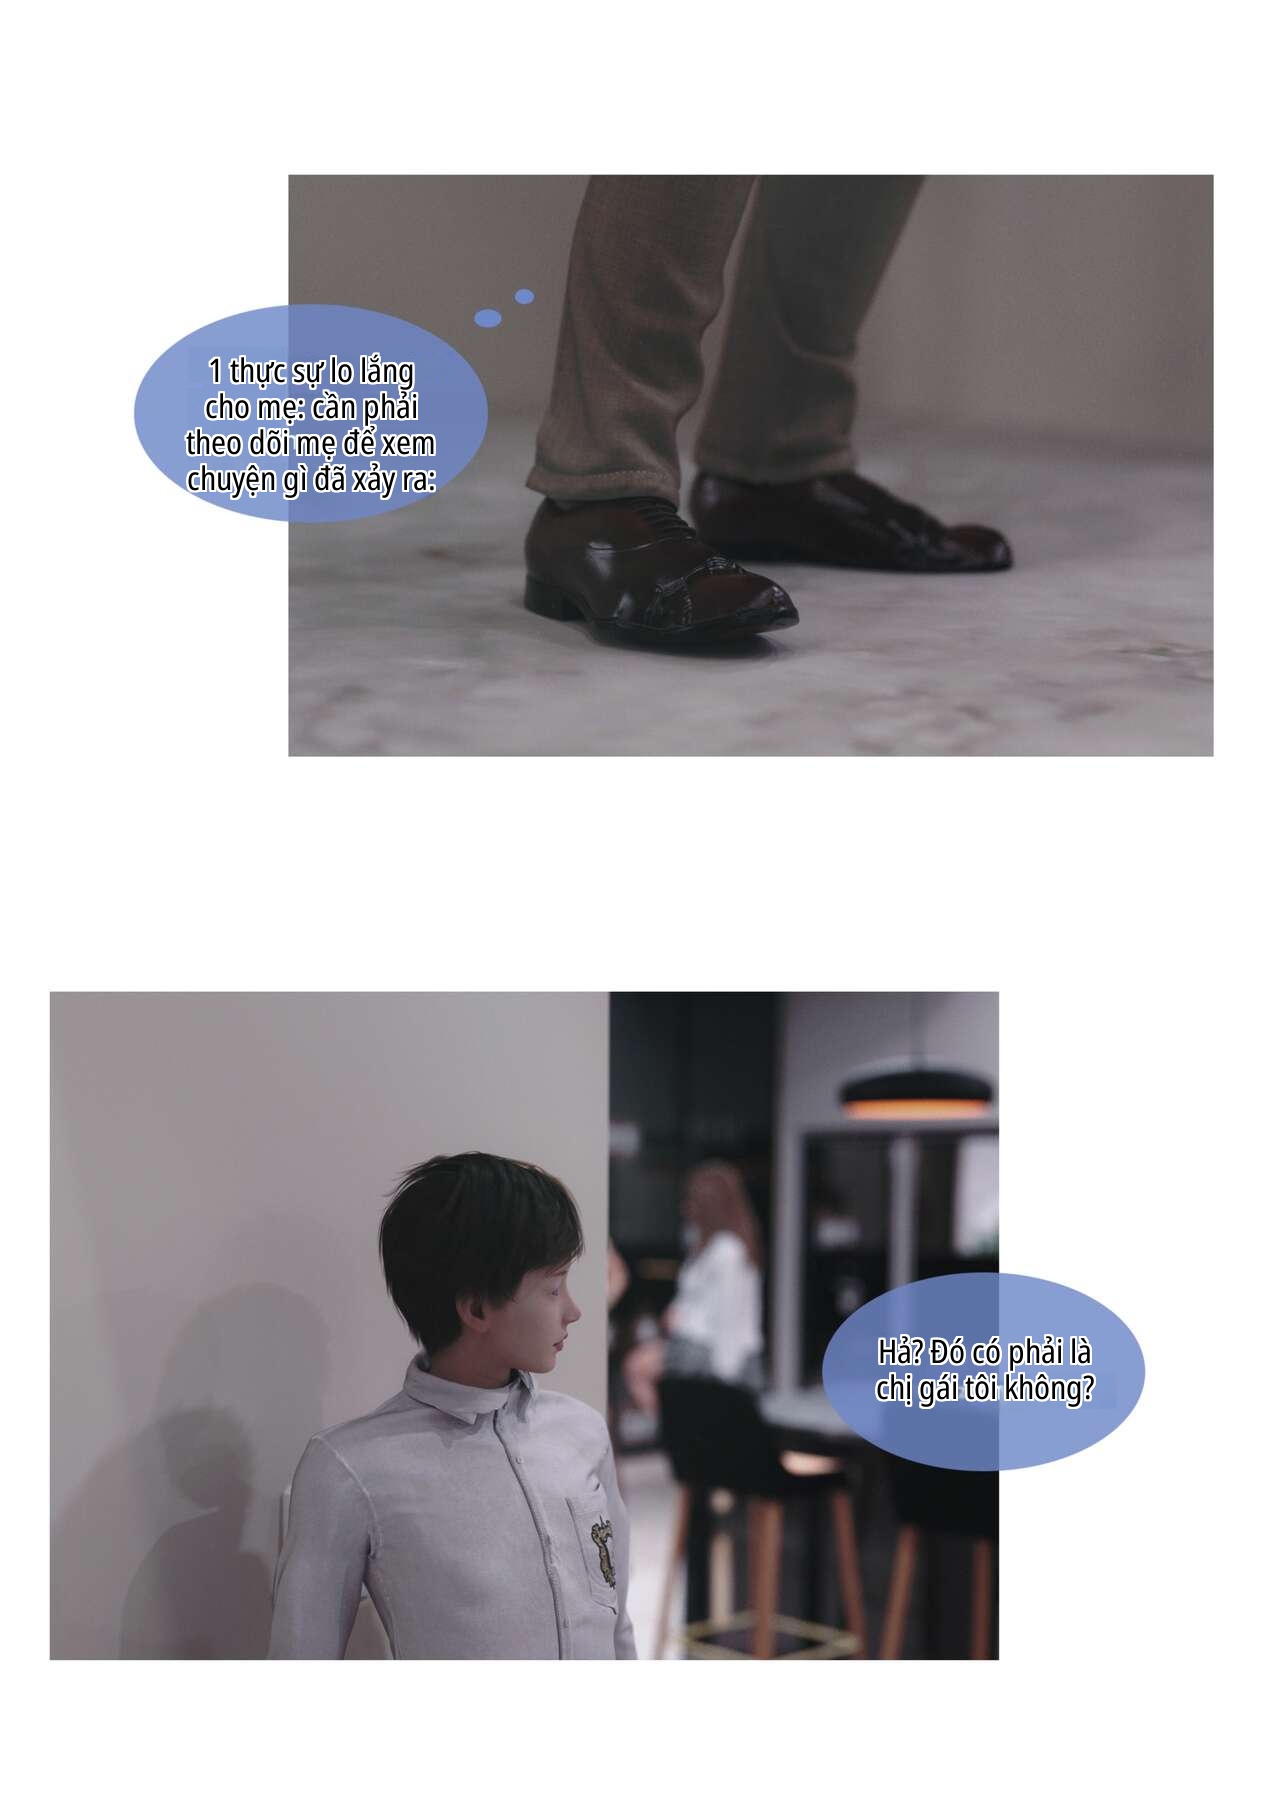 1 thực sự lo lắng
cho mẹ: cần phải
theo dõi mẹ để xem
chuyện gì đã xảy ra:
Hả? Đó có phải là
chị gái tôi không?